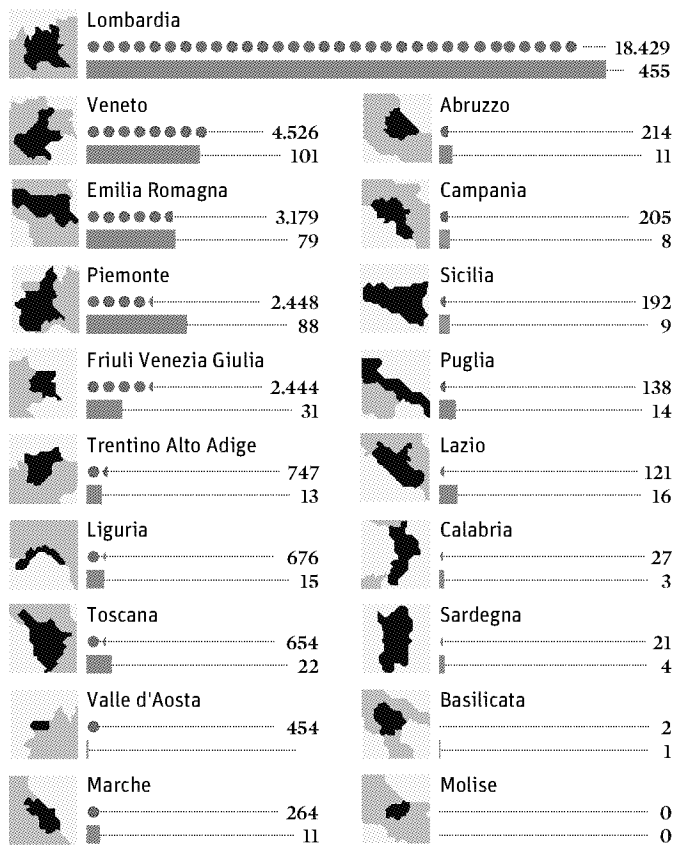 Lombardia
18.429
455
Veneto
4.526
101
Emilia Romagna
3.179
79
Piemonte
2.448
88
Friuli Venezia Giulia
2.444
31
Trentino Alto Adige
747
13
Liguria
676
15
Toscana
654
22
Valle d'Aosta
454
Marche
264
11
Abruzzo
214
11
Campania
205
8
Sicilia
192
9
Puglia
138
14
Lazio
121
16
Calabria
27
3
Sardegna
21
4
Basilicata
2
1
Molise
0
0